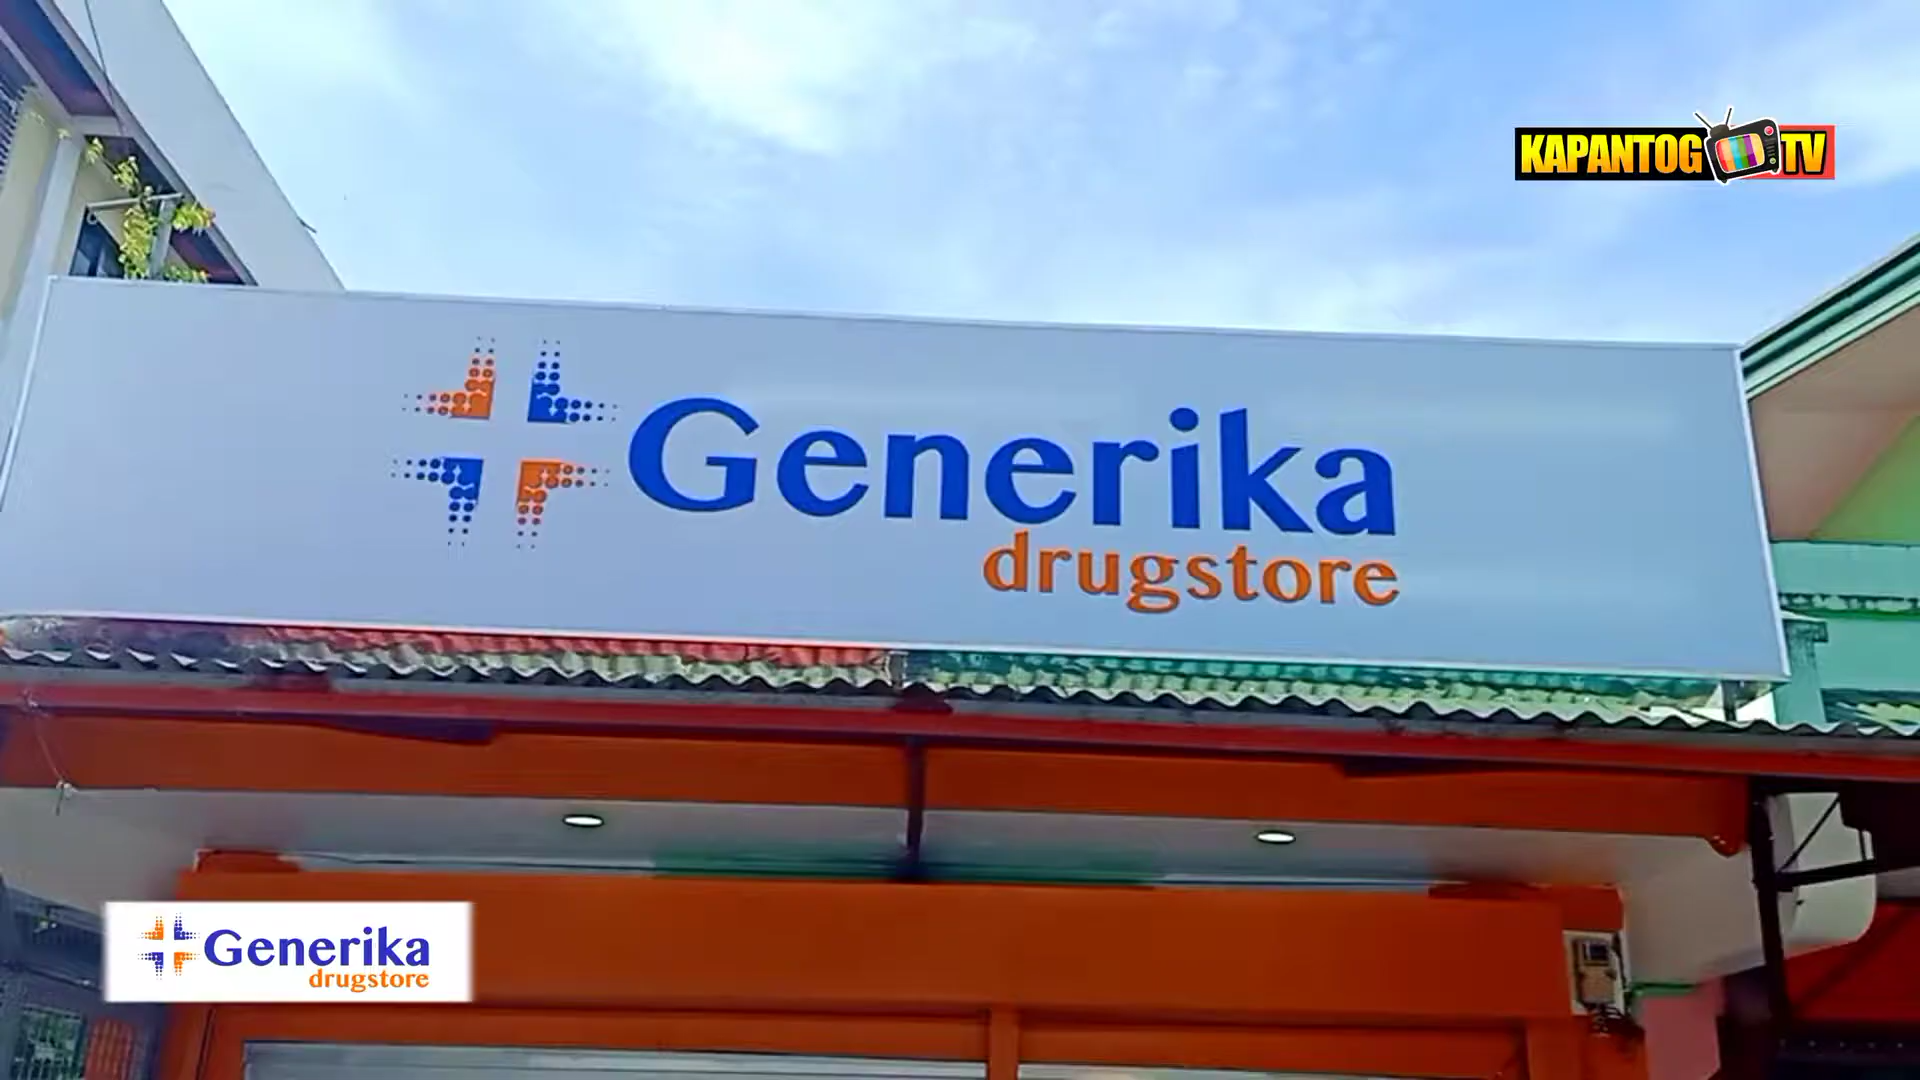 KAPANTOG TV
Generika
drugstore
Generika
drugstore